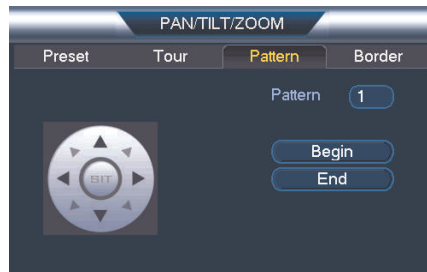 PAN/TILT/ZOOM
Preset Tour Pattern Border
Pattern 1
Begin
SIT
End